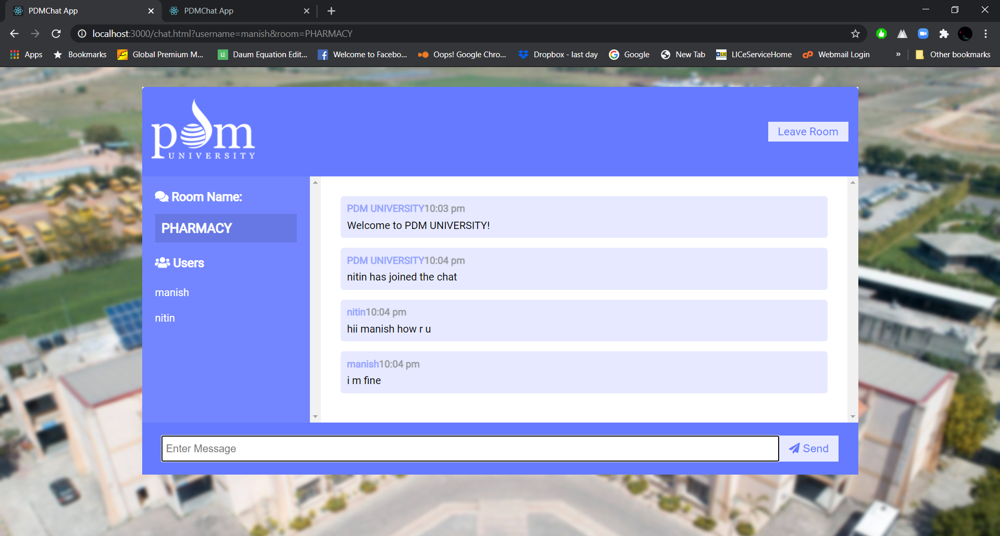 PDMChat App
PDMChat App
localhost:3000/chat.html?username=manish&room=PHARMACY
Apps
Bookmarks
Global Premium M...
Daum Equation Edit...
Welcome to Facebo...
Oops! Google Chro...
Dropbox - last day
Google
New Tab
LICeServiceHome
Webmail Login
»
Other bookmarks
pdm
UNIVERSITY
Leave Room
Room Name:
PHARMACY
Users
manish
nitin
PDM UNIVERSITY10:03 pm
Welcome to PDM UNIVERSITY!
PDM UNIVERSITY10:04 pm
nitin has joined the chat
nitin10:04 pm
hii manish how r u
manish10:04 pm
i m fine
Enter Message
Send